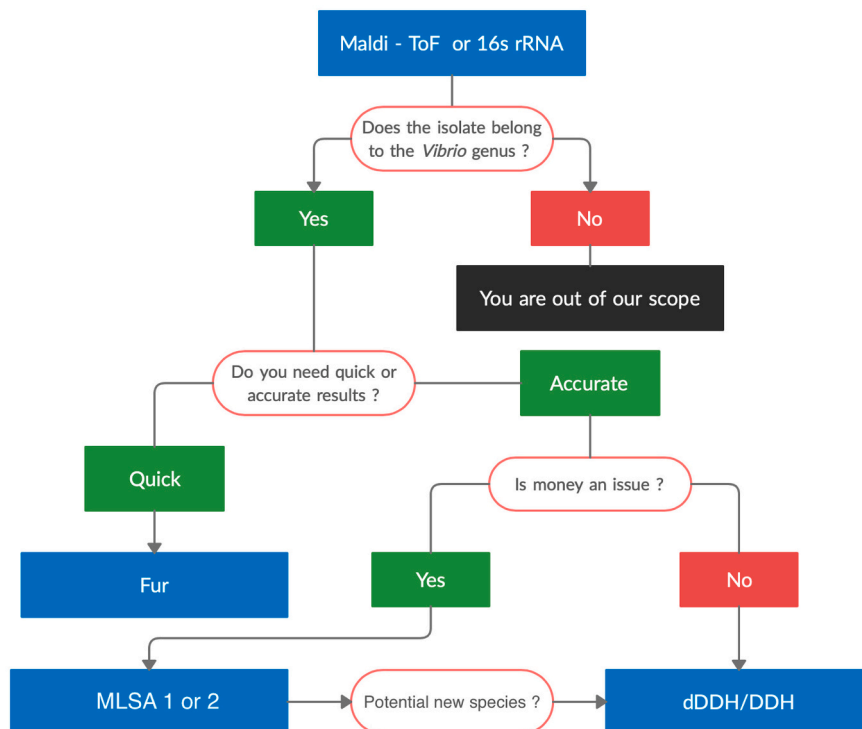 Maldi - ToF or 16s rRNA
Does the isolate belong
to the Vibrio genus ?
Yes
No
You are out of our scope
Do you need quick or
accurate results ?
Accurate
Quick
Is money an issue ?
Fur
Yes
No
MLSA 1 or 2
Potential new species ?
dDDH/DDH